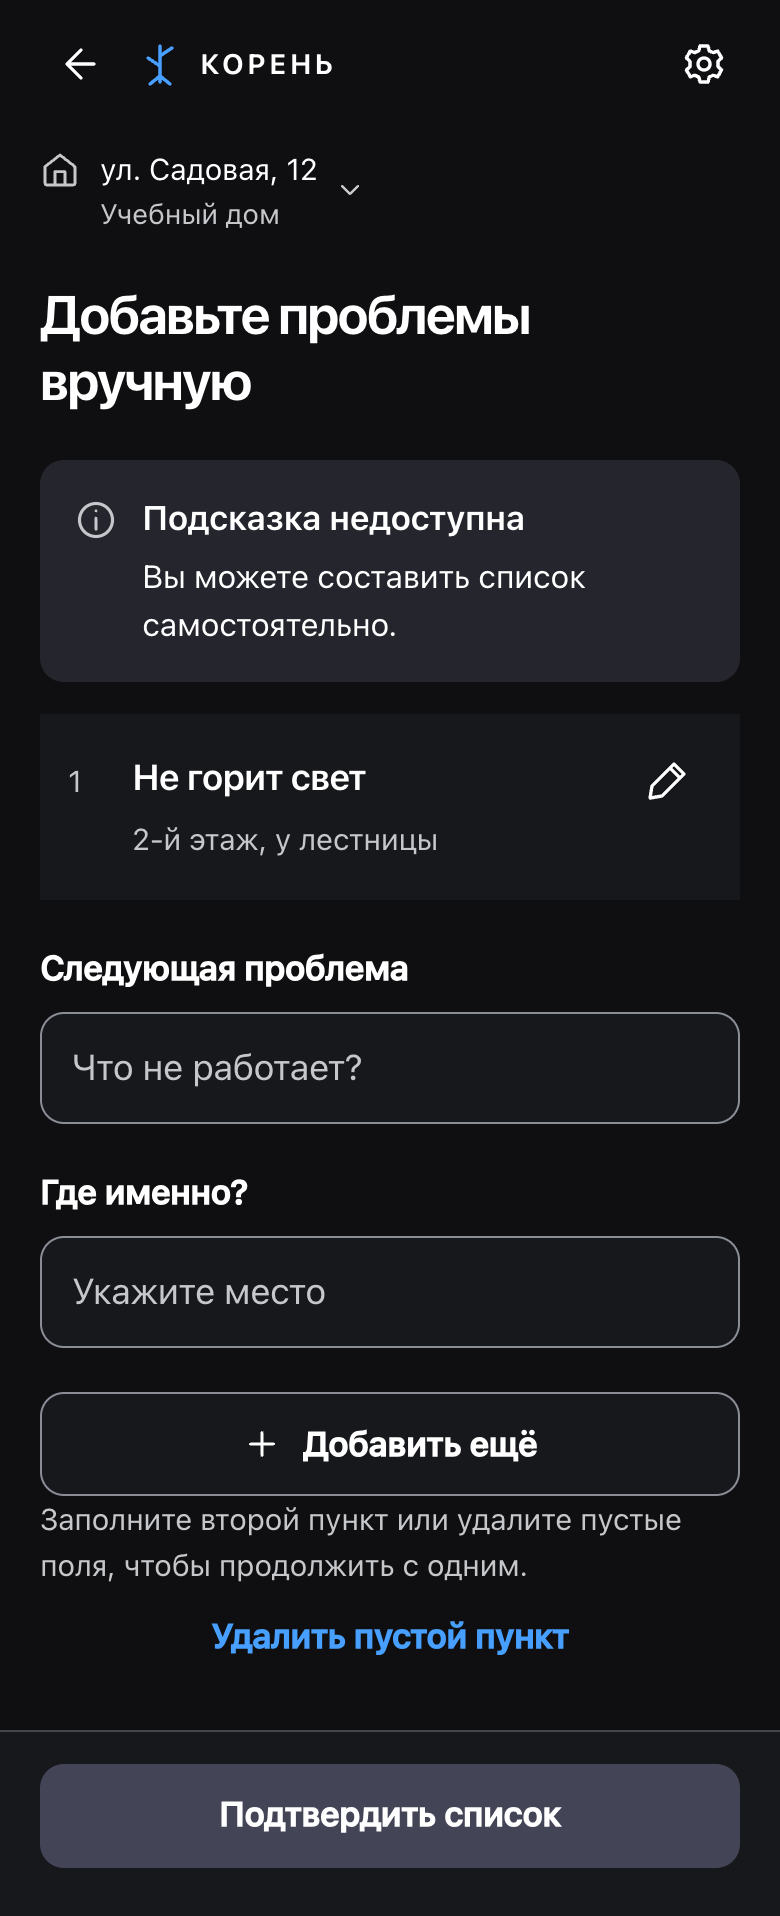 КОРЕНЬ
ул. Садовая, 12
Учебный дом
Добавьте проблемы
вручную
Подсказка недоступна
Вы можете составить список
самостоятельно.
1 Не горит свет
2-й этаж, у лестницы
Следующая проблема
Что не работает?
Где именно?
Укажите место
+ Добавить ещё
Заполните второй пункт или удалите пустые
поля, чтобы продолжить с одним.
Удалить пустой пункт
Подтвердить список